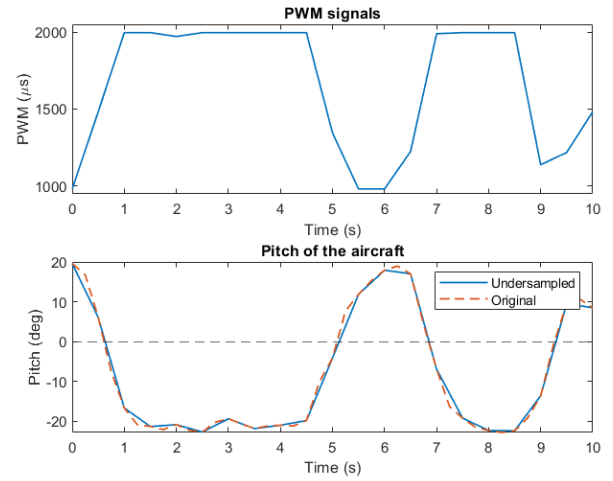 PWM signals
2000
1500
1000
PWM (μs)
0 1 2 3 4 5 6 7 8 9 10
Time (s)
Pitch of the aircraft
20
10
0
-10
-20
Pitch (deg)
Undersampled
Original
0 1 2 3 4 5 6 7 8 9 10
Time (s)